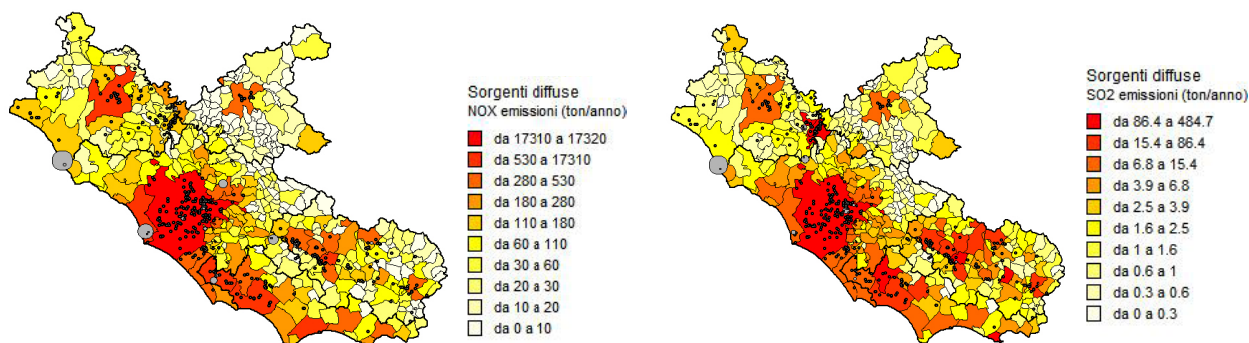 Sorgenti diffuse
NOX emissioni (ton/anno)
da 17310 a 17320
da 530 a 17310
da 280 a 530
da 180 a 280
da 110 a 180
da 60 a 110
da 30 a 60
da 20 a 30
da 10 a 20
da 0 a 10
Sorgenti diffuse
SO2 emissioni (ton/anno)
da 86.4 a 484.7
da 15.4 a 86.4
da 6.8 a 15.4
da 3.9 a 6.8
da 2.5 a 3.9
da 1.6 a 2.5
da 1 a 1.6
da 0.6 a 1
da 0.3 a 0.6
da 0 a 0.3